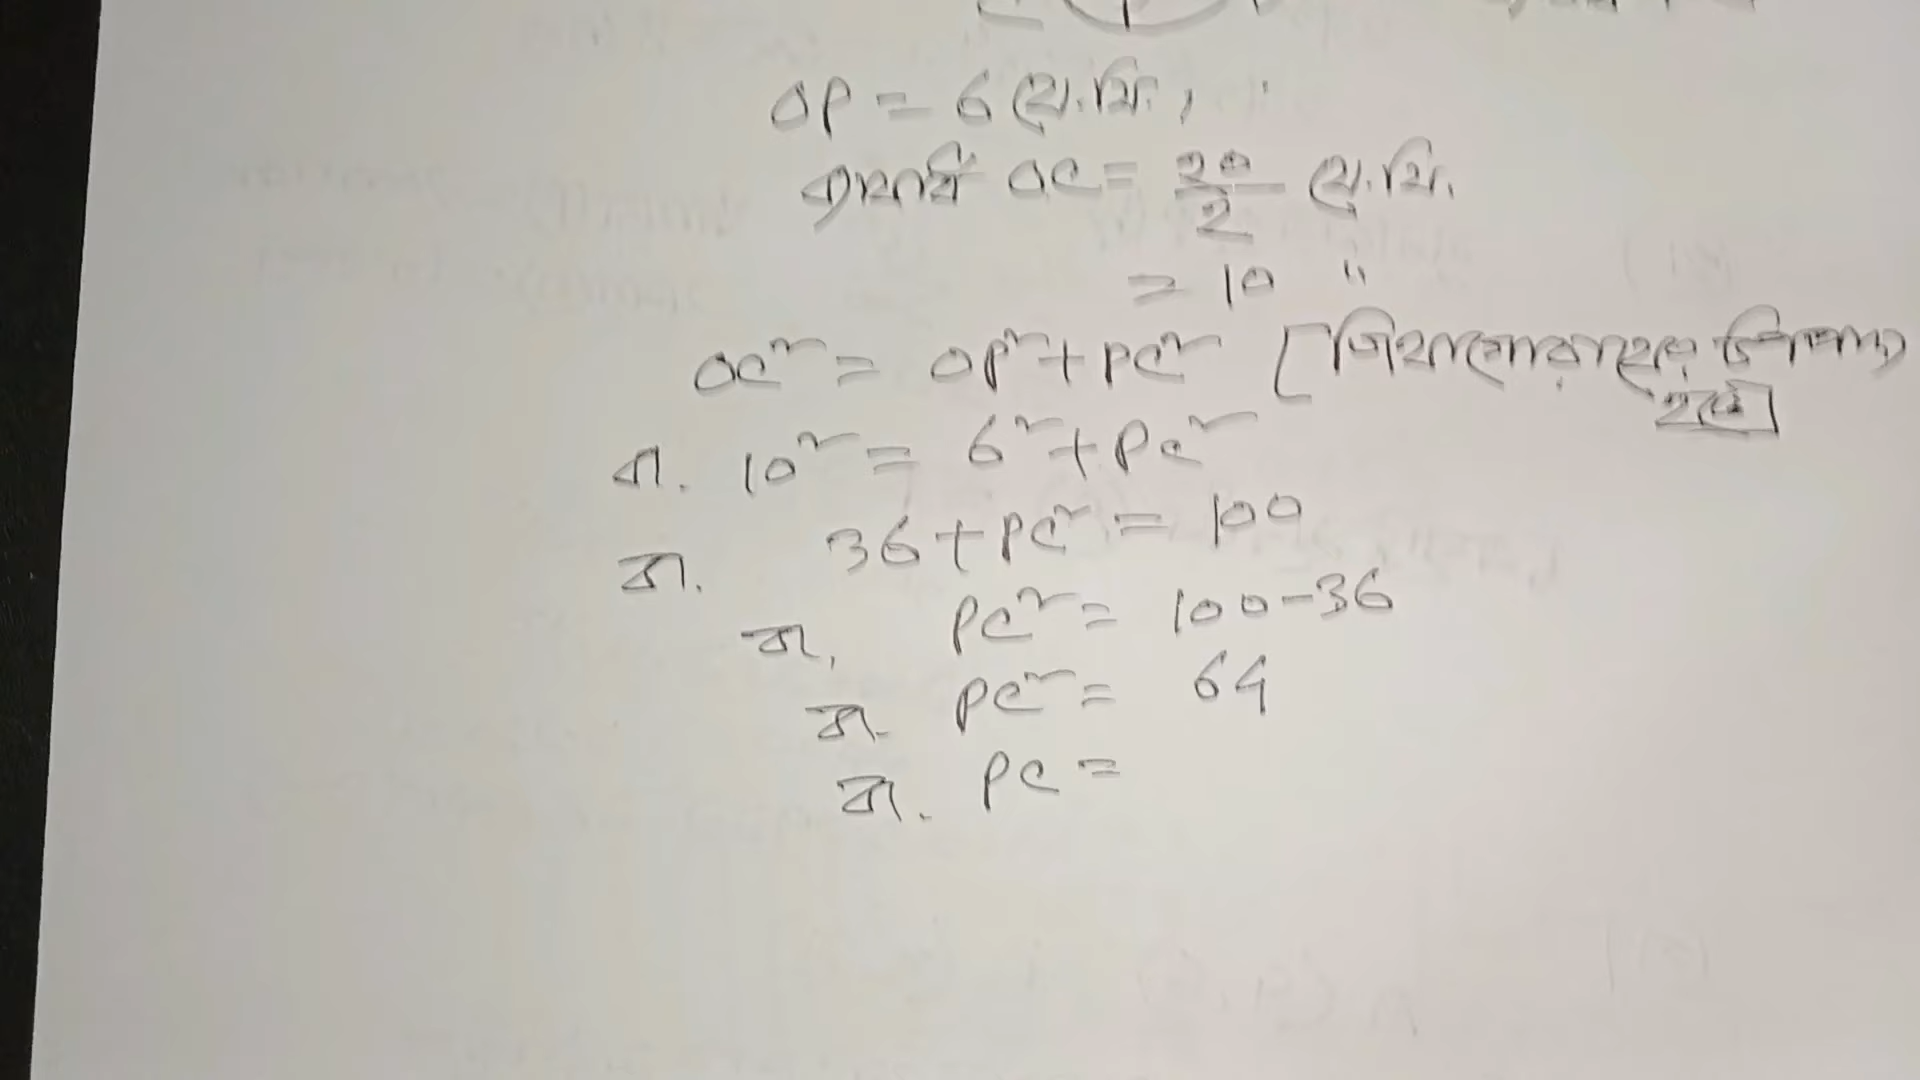 OP = 6 সে.মি.,
ব্যাসার্ধ OC = ২০/২ সে.মি.
= 10 "
OC² = OP² + PC² [পিথাগোরাসের উপপাদ্য
হতে]
বা. 10² = 6² + PC²
বা. 36 + PC² = 100
বা, PC² = 100 - 36
বা. PC² = 64
বা. PC =